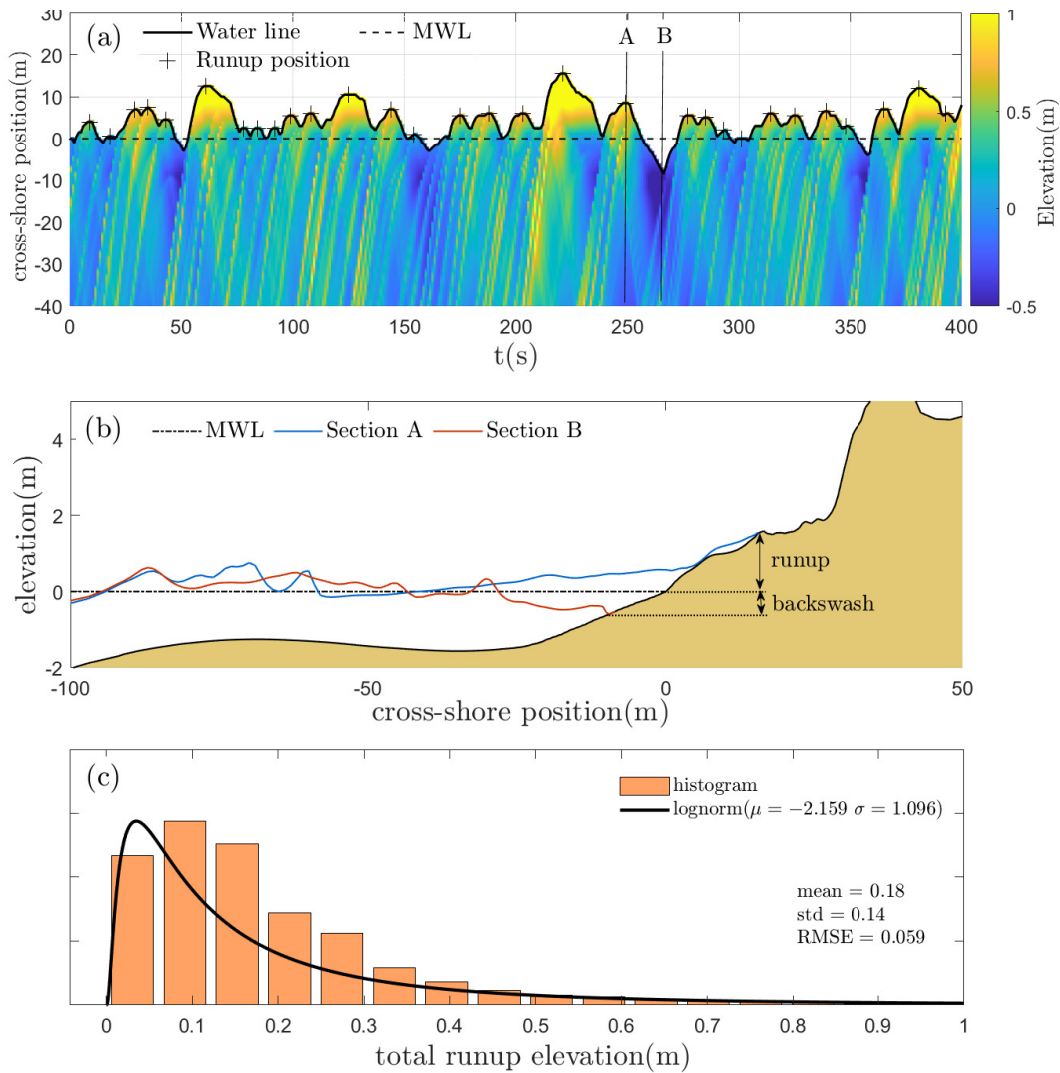 (a)
Water line
MWL
Runup position
A B
30
20
10
0
-10
-20
-30
-40
cross-shore position(m)
0 50 100 150 200 250 300 350 400
t(s)
1
0.5
0
-0.5
Elevation(m)
(b)
MWL Section A Section B
4
2
0
-2
elevation(m)
runup
backswash
-100 -50 0 50
cross-shore position(m)
(c)
histogram
lognorm(μ = −2.159 σ = 1.096)
mean = 0.18
std = 0.14
RMSE = 0.059
0 0.1 0.2 0.3 0.4 0.5 0.6 0.7 0.8 0.9 1
total runup elevation(m)